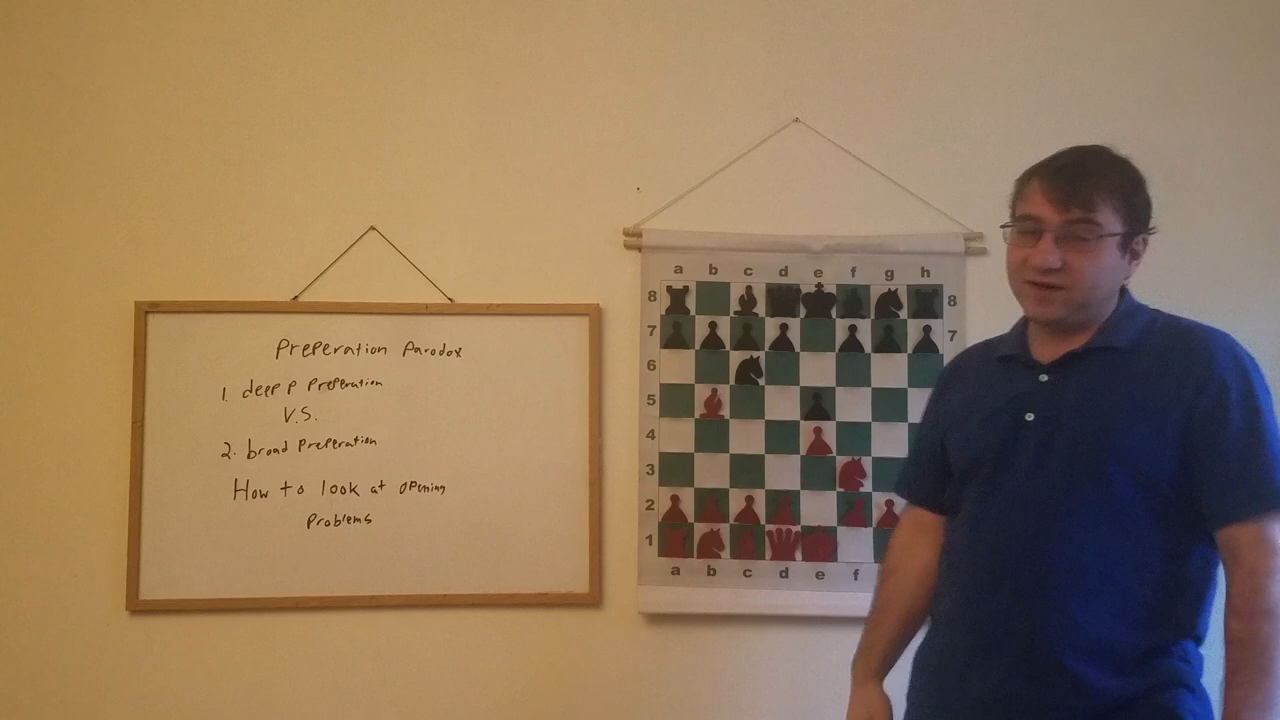 Preperation Parodox
1. deep p Preperation
V.S.
2. broad Preperation
How to look at opening
Problems
a b c d e f g h
8 8
7 7
6
5
4
3
2
1
a b c d e f